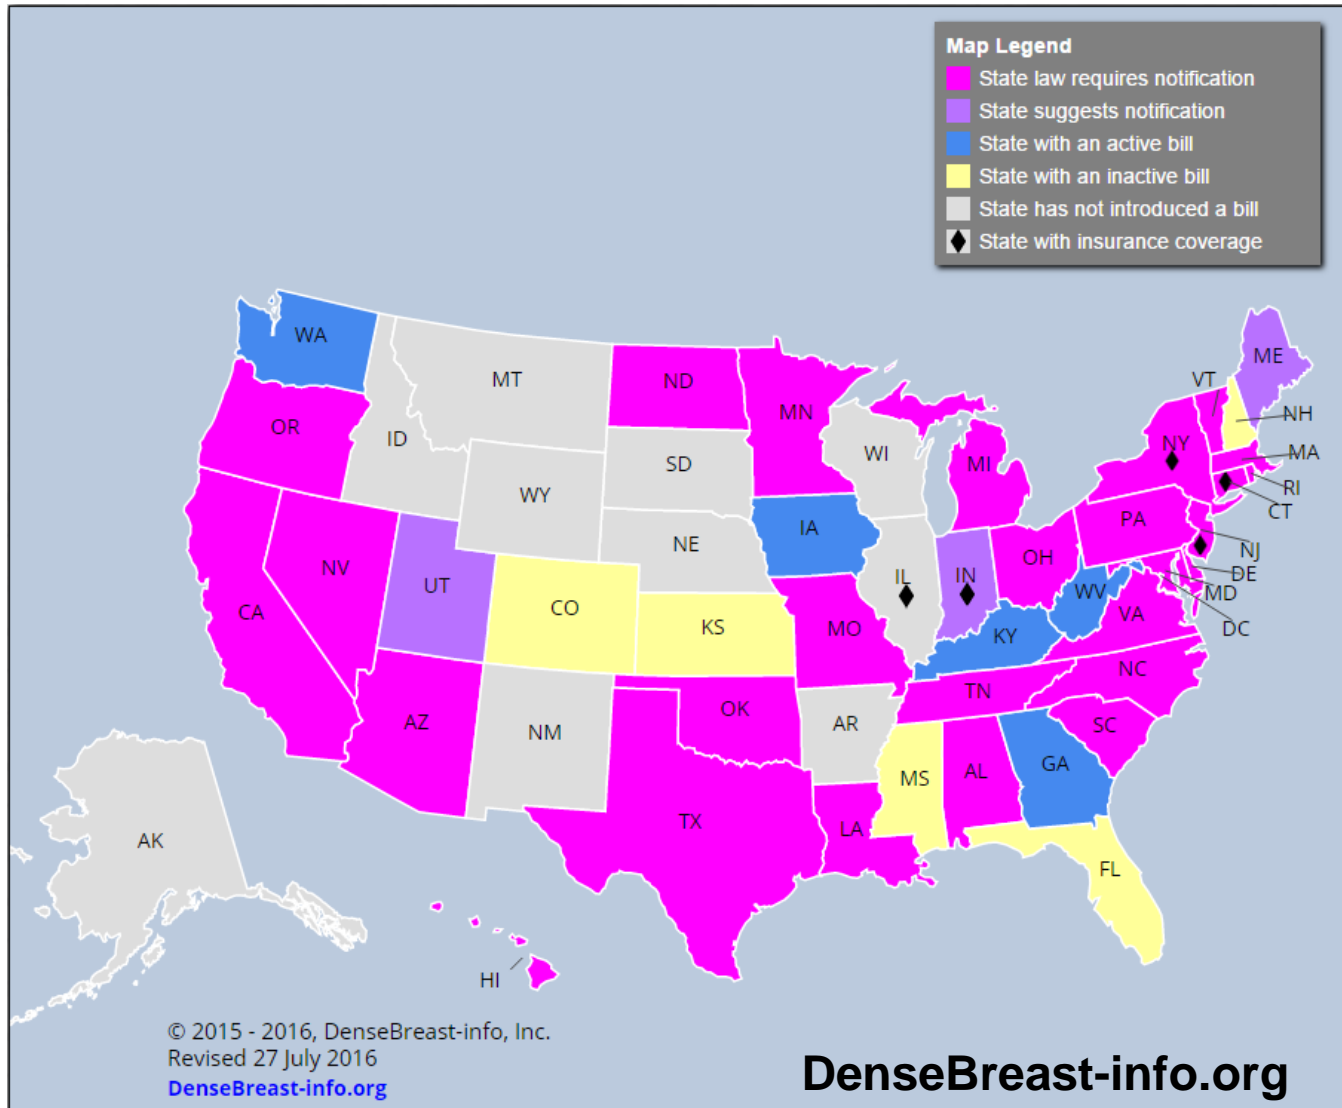 Map Legend
State law requires notification
State suggests notification
State with an active bill
State with an inactive bill
State has not introduced a bill
State with insurance coverage
WA
MT
ND
MN
ME
VT
NH
OR
ID
SD
WI
MI
NY
MA
WY
RI
CT
IA
PA
NE
NJ
NV
UT
OH
IL
IN
DE
MD
WV
CA
CO
KS
MO
KY
VA
DC
NC
TN
AZ
NM
OK
AR
SC
MS
AL
GA
TX
LA
AK
FL
HI
© 2015 - 2016, DenseBreast-info, Inc.
Revised 27 July 2016
DenseBreast-info.org
DenseBreast-info.org